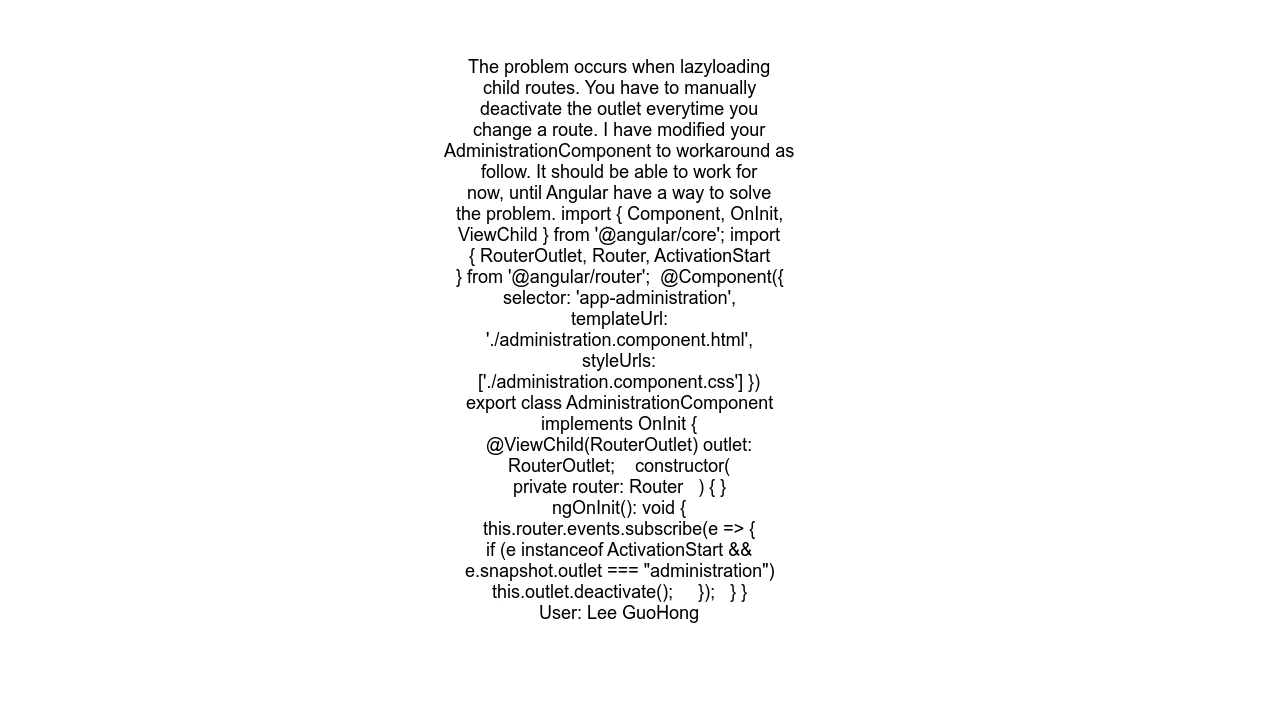 The problem occurs when lazyloading
child routes. You have to manually
deactivate the outlet everytime you
change a route. I have modified your
AdministrationComponent to workaround as
follow. It should be able to work for
now, until Angular have a way to solve
the problem. import { Component, OnInit,
ViewChild } from '@angular/core'; import
{ RouterOutlet, Router, ActivationStart
} from '@angular/router';  @Component({
selector: 'app-administration',
templateUrl:
'./administration.component.html',
styleUrls:
['./administration.component.css'] })
export class AdministrationComponent
implements OnInit {
@ViewChild(RouterOutlet) outlet:
RouterOutlet;    constructor(
private router: Router   ) { }
ngOnInit(): void {
this.router.events.subscribe(e => {
if (e instanceof ActivationStart &&
e.snapshot.outlet === "administration")
this.outlet.deactivate();     });   } }
User: Lee GuoHong